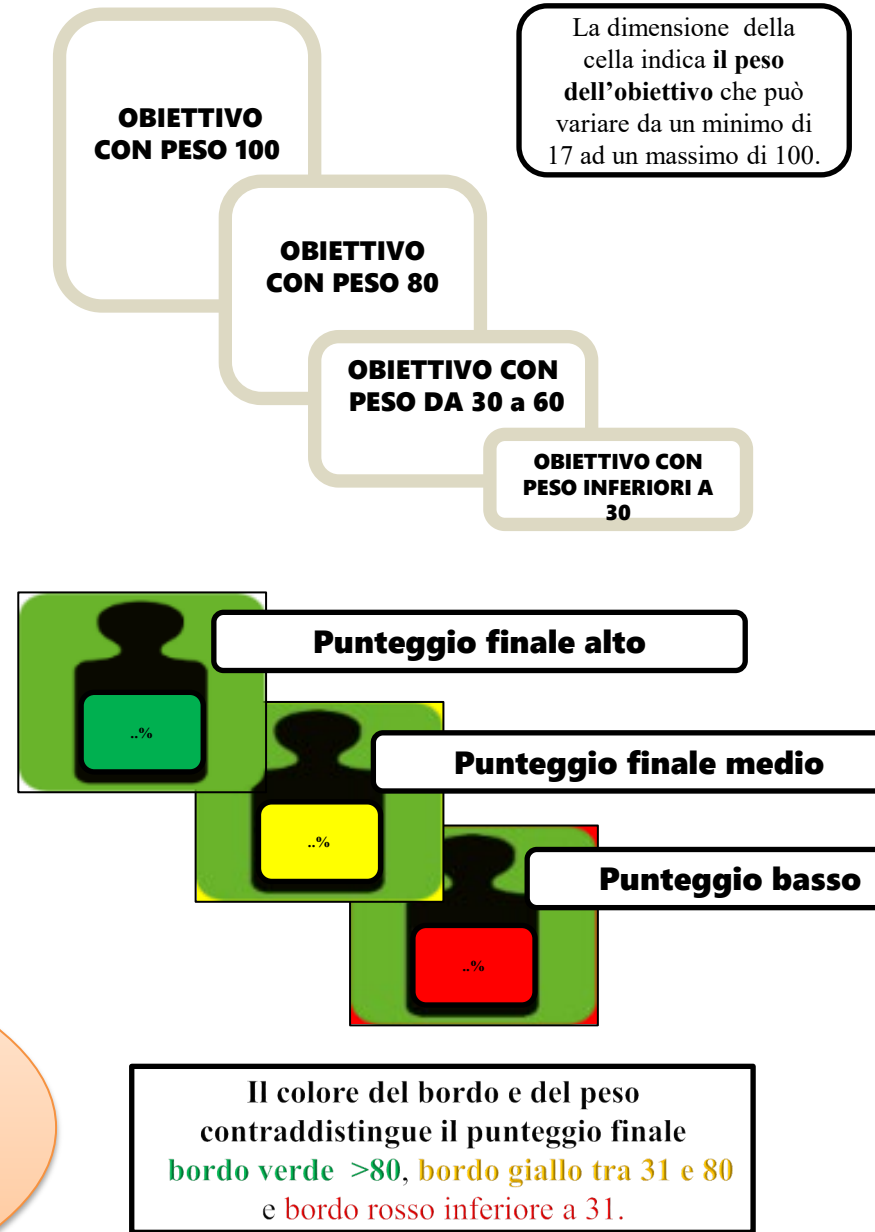 La dimensione della
cella indica il peso
dell’obiettivo che può
variare da un minimo di
17 ad un massimo di 100.
OBIETTIVO
CON PESO 100
OBIETTIVO
CON PESO 80
OBIETTIVO CON
PESO DA 30 a 60
OBIETTIVO CON
PESO INFERIORI A
30
Punteggio finale alto
..%
Punteggio finale medio
..%
Punteggio basso
..%
Il colore del bordo e del peso
contraddistingue il punteggio finale
bordo verde >80, bordo giallo tra 31 e 80
e bordo rosso inferiore a 31.